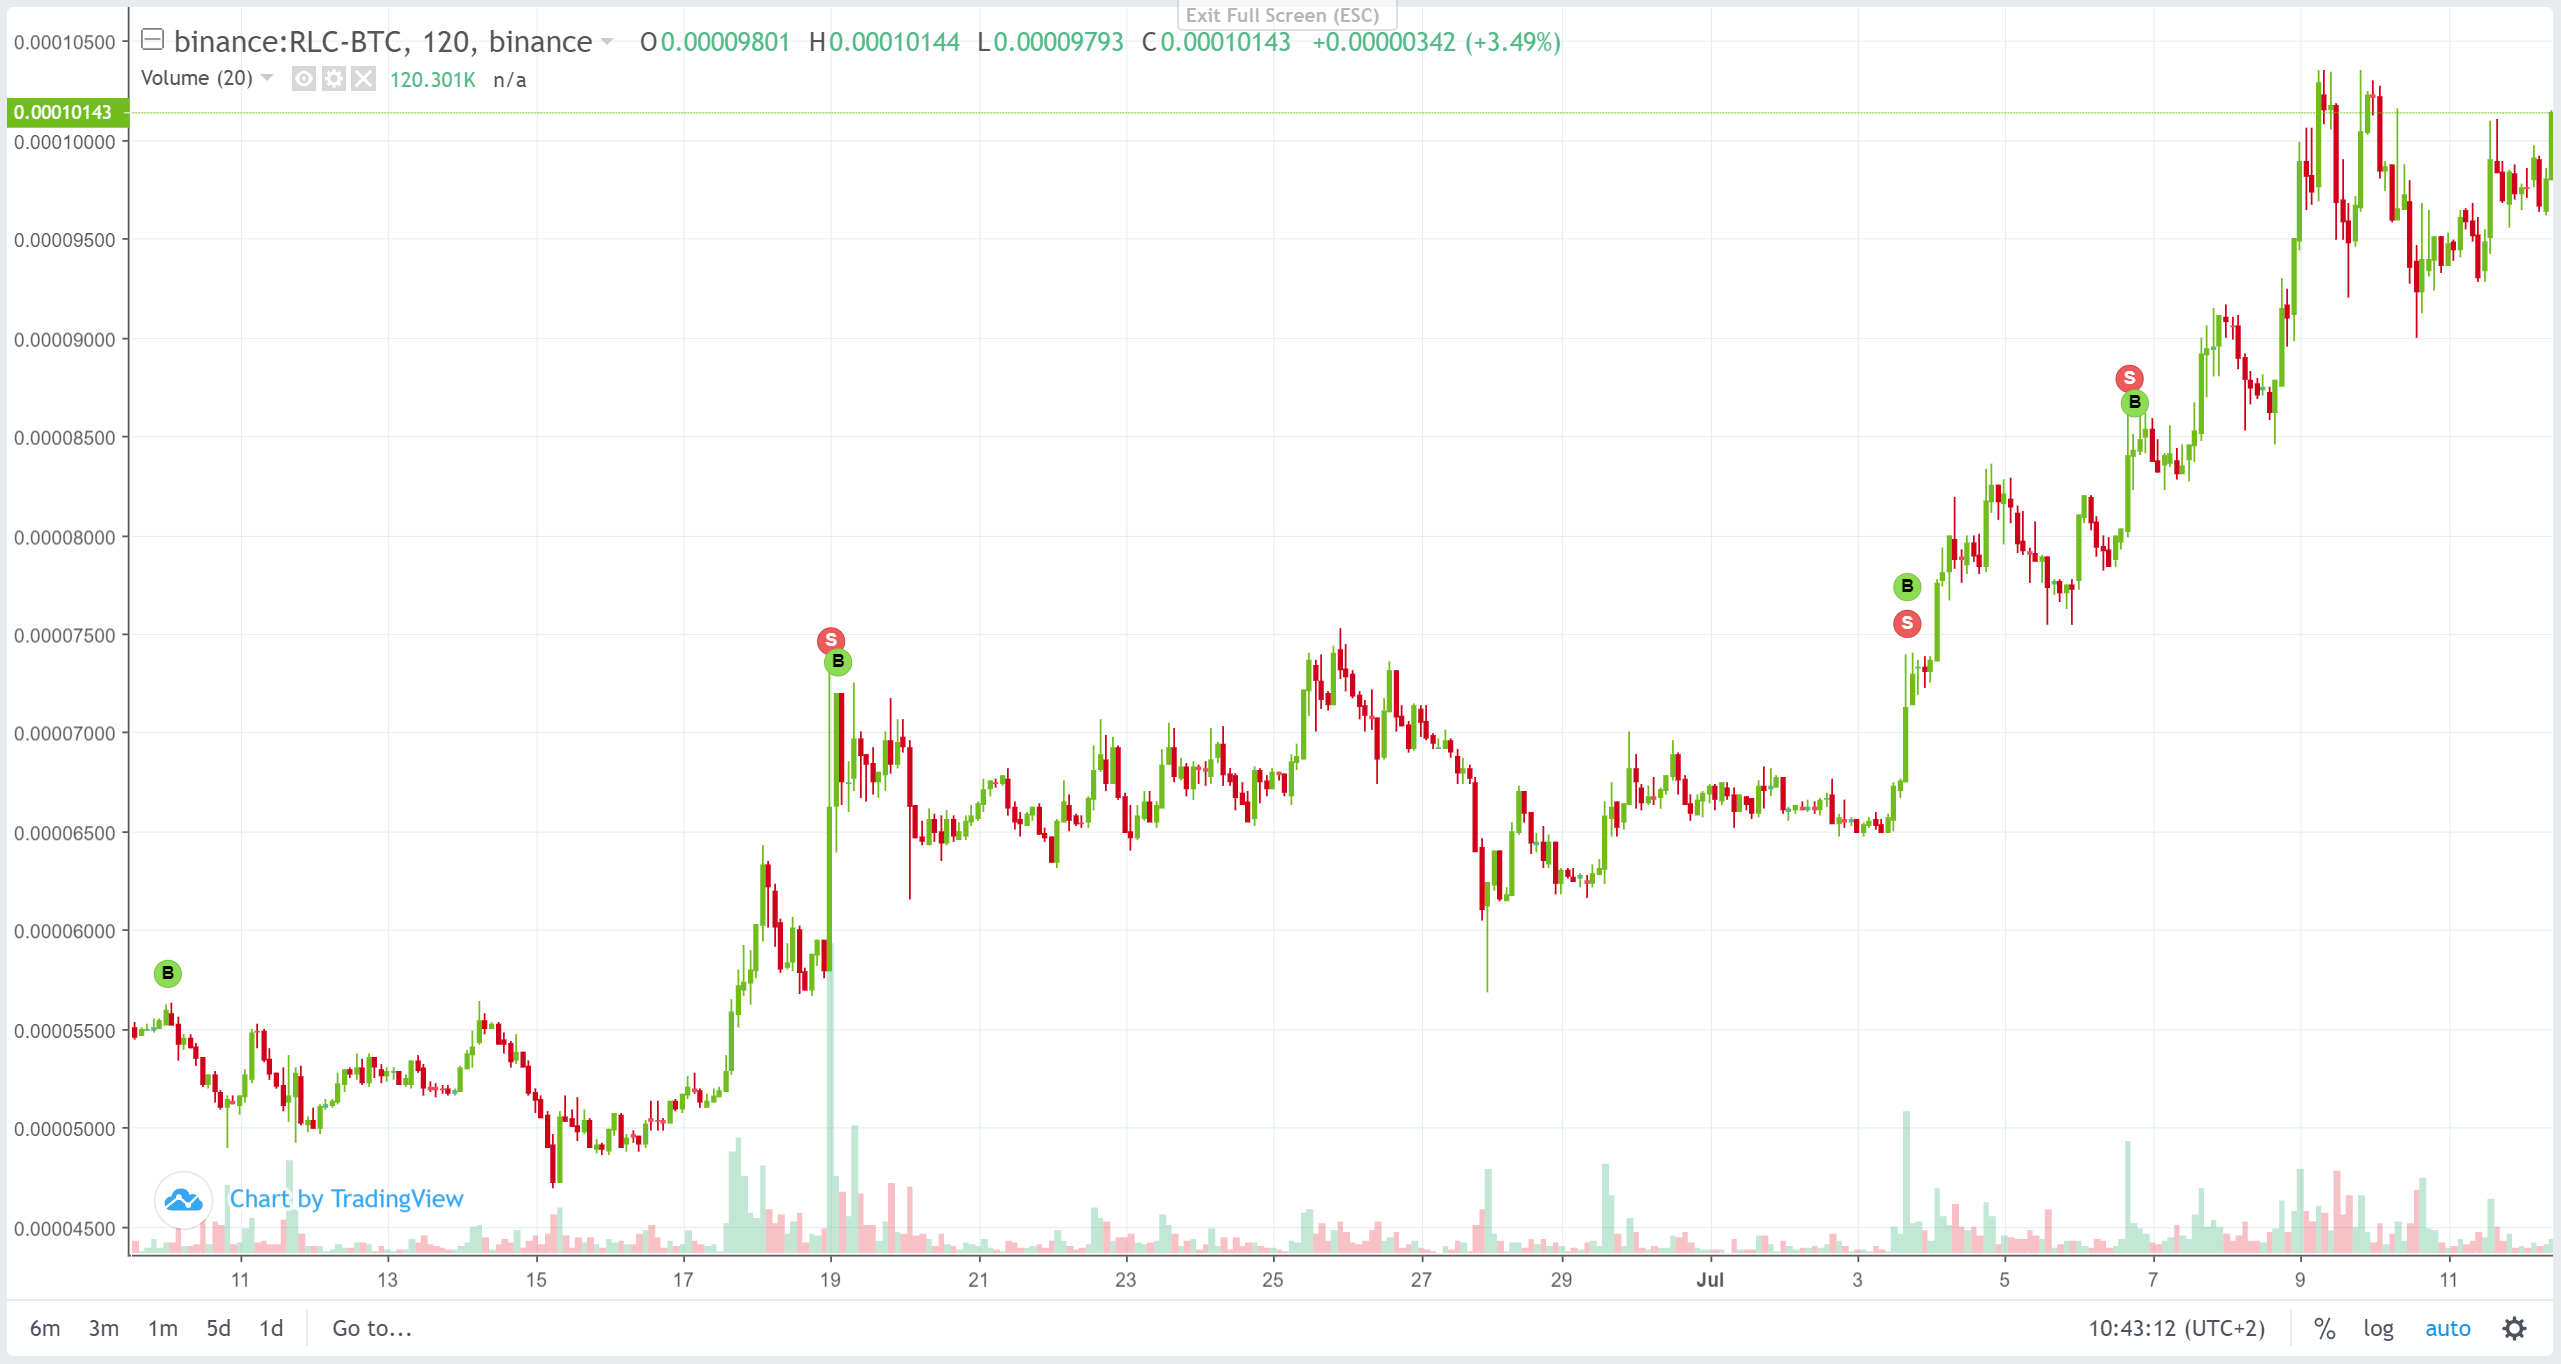 Exit Full Screen (ESC)
binance:RLC-BTC, 120, binance O0.00009801 H0.00010144 L0.00009793 C0.00010143 +0.00000342 (+3.49%)
Volume (20) 120.301K n/a
0.00010500
0.00010143
0.00010000
0.00009500
0.00009000
0.00008500
0.00008000
0.00007500
0.00007000
0.00006500
0.00006000
0.00005500
0.00005000
0.00004500
S
B
B
S
S
B
B
Chart by TradingView
11 13 15 17 19 21 23 25 27 29 Jul 3 5 7 9 11
6m 3m 1m 5d 1d Go to... 10:43:12 (UTC+2) % log auto